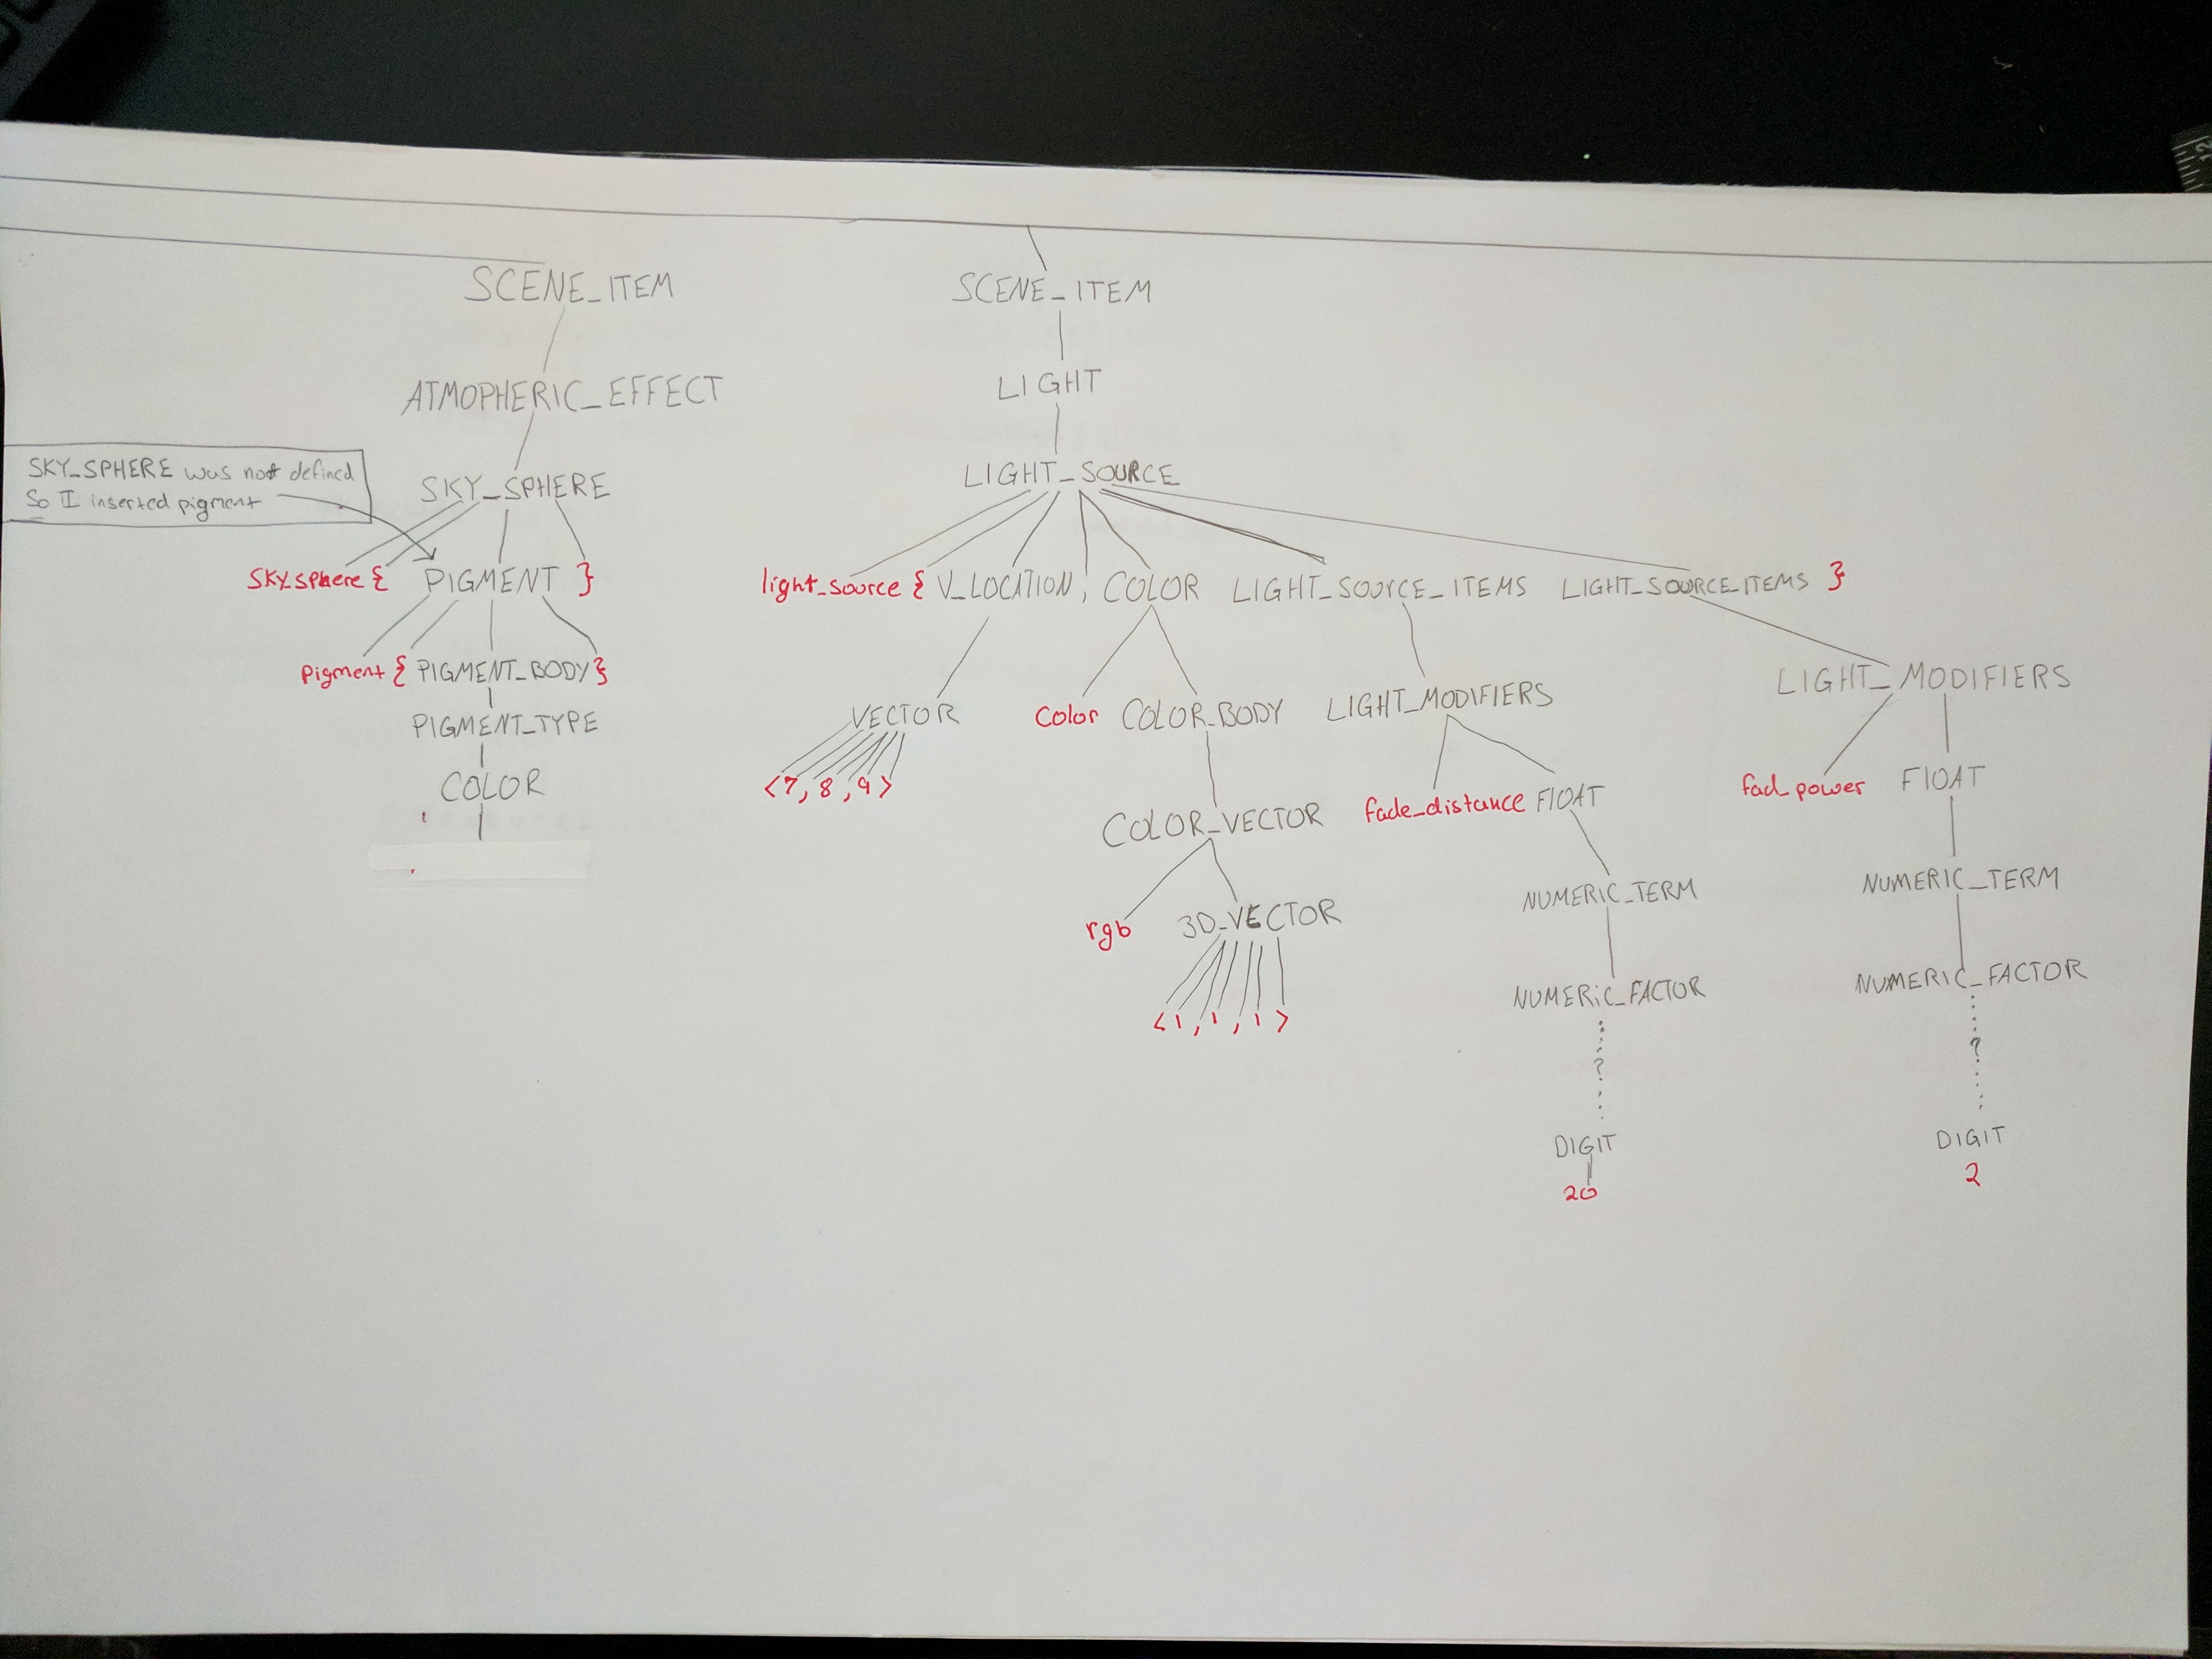 SCENE_ITEM SCENE_ITEM
ATMOPHERIC_EFFECT LIGHT
SKY_SPHERE was not defined
So I inserted pigment
SKY_SPHERE LIGHT_SOURCE
Sky_sphere { PIGMENT } light_source { V_LOCATION , COLOR LIGHT_SOURCE_ITEMS LIGHT_SOURCE_ITEMS }
Pigment { PIGMENT_BODY } LIGHT_MODIFIERS
PIGMENT_TYPE VECTOR Color COLOR_BODY LIGHT_MODIFIERS
COLOR <7, 8, 9> fade_distance FlOAT fad_power FlOAT
COLOR_VECTOR
rgb 3D_VECTOR NUMERIC_TERM NUMERIC_TERM
<1, 1, 1> NUMERiC_FACTOR NUMERIC_FACTOR
? ?
DIGIT DIGIT
20 2